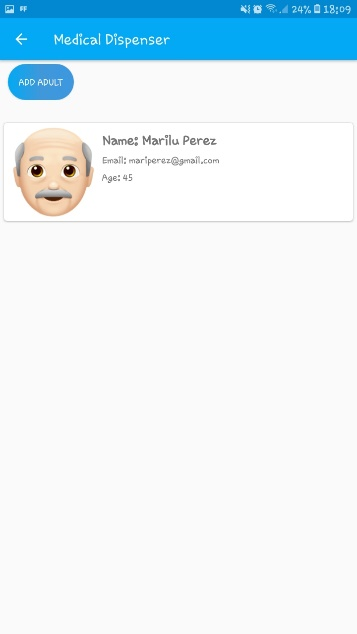 24% 18:09
Medical Dispenser
ADD ADULT
Name: Marilu Perez
Email: mariperez@gmail.com
Age: 45